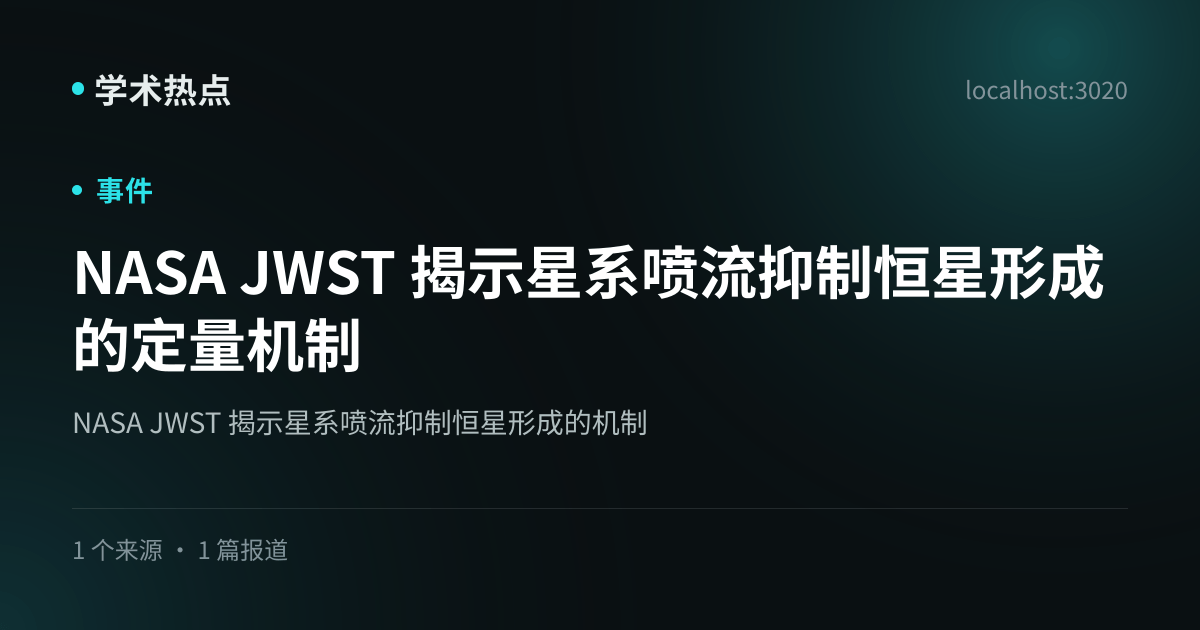 学术热点
localhost:3020
事件
NASA JWST 揭示星系喷流抑制恒星形成
的定量机制
NASA JWST 揭示星系喷流抑制恒星形成的机制
1 个来源 · 1 篇报道